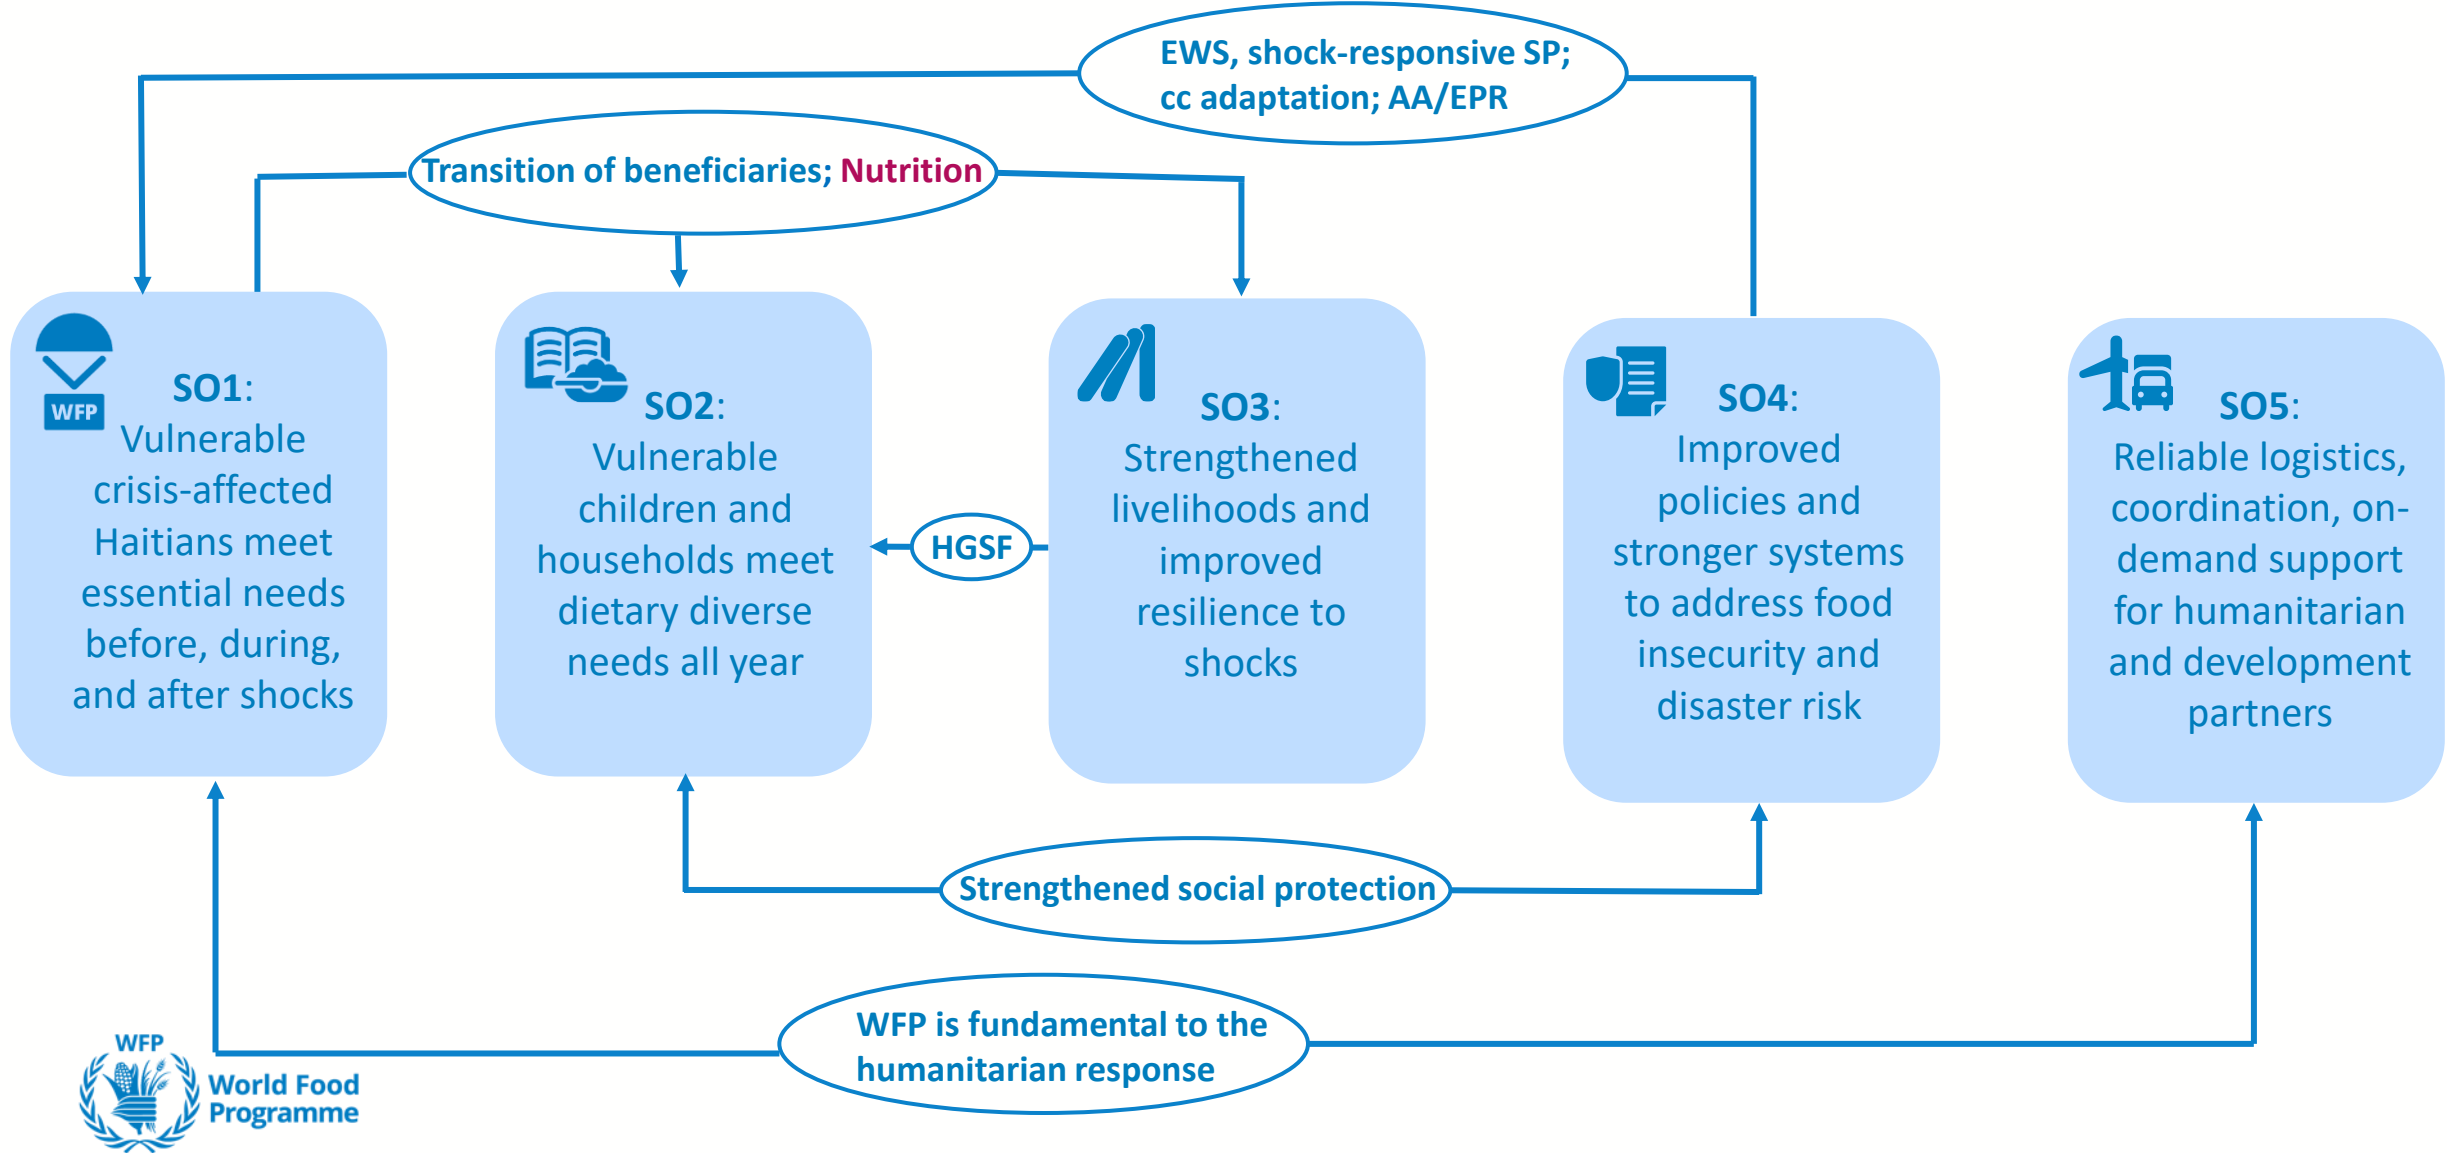 EWS, shock-responsive SP;
cc adaptation; AA/EPR
Transition of beneficiaries; Nutrition
WFP
SO1:
Vulnerable
crisis-affected
Haitians meet
essential needs
before, during,
and after shocks
SO2:
Vulnerable
children and
households meet
dietary diverse
needs all year
HGSF
SO3:
Strengthened
livelihoods and
improved
resilience to
shocks
SO4:
Improved
policies and
stronger systems
to address food
insecurity and
disaster risk
SO5:
Reliable logistics,
coordination, on-
demand support
for humanitarian
and development
partners
Strengthened social protection
WFP is fundamental to the
humanitarian response
WFP
World Food
Programme